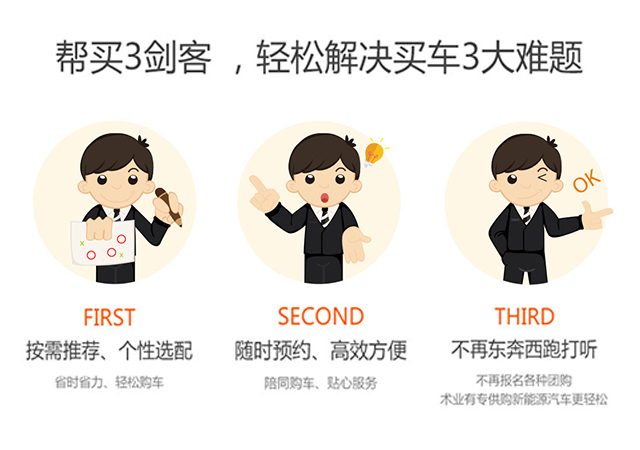 帮买3剑客，轻松解决买车3大难题
OK
FIRST
SECOND
THIRD
按需推荐、个性选配
随时预约、高效方便
不再东奔西跑打听
省时省力、轻松购车
陪同购车、贴心服务
不再报名各种团购
术业有专供购新能源汽车更轻松